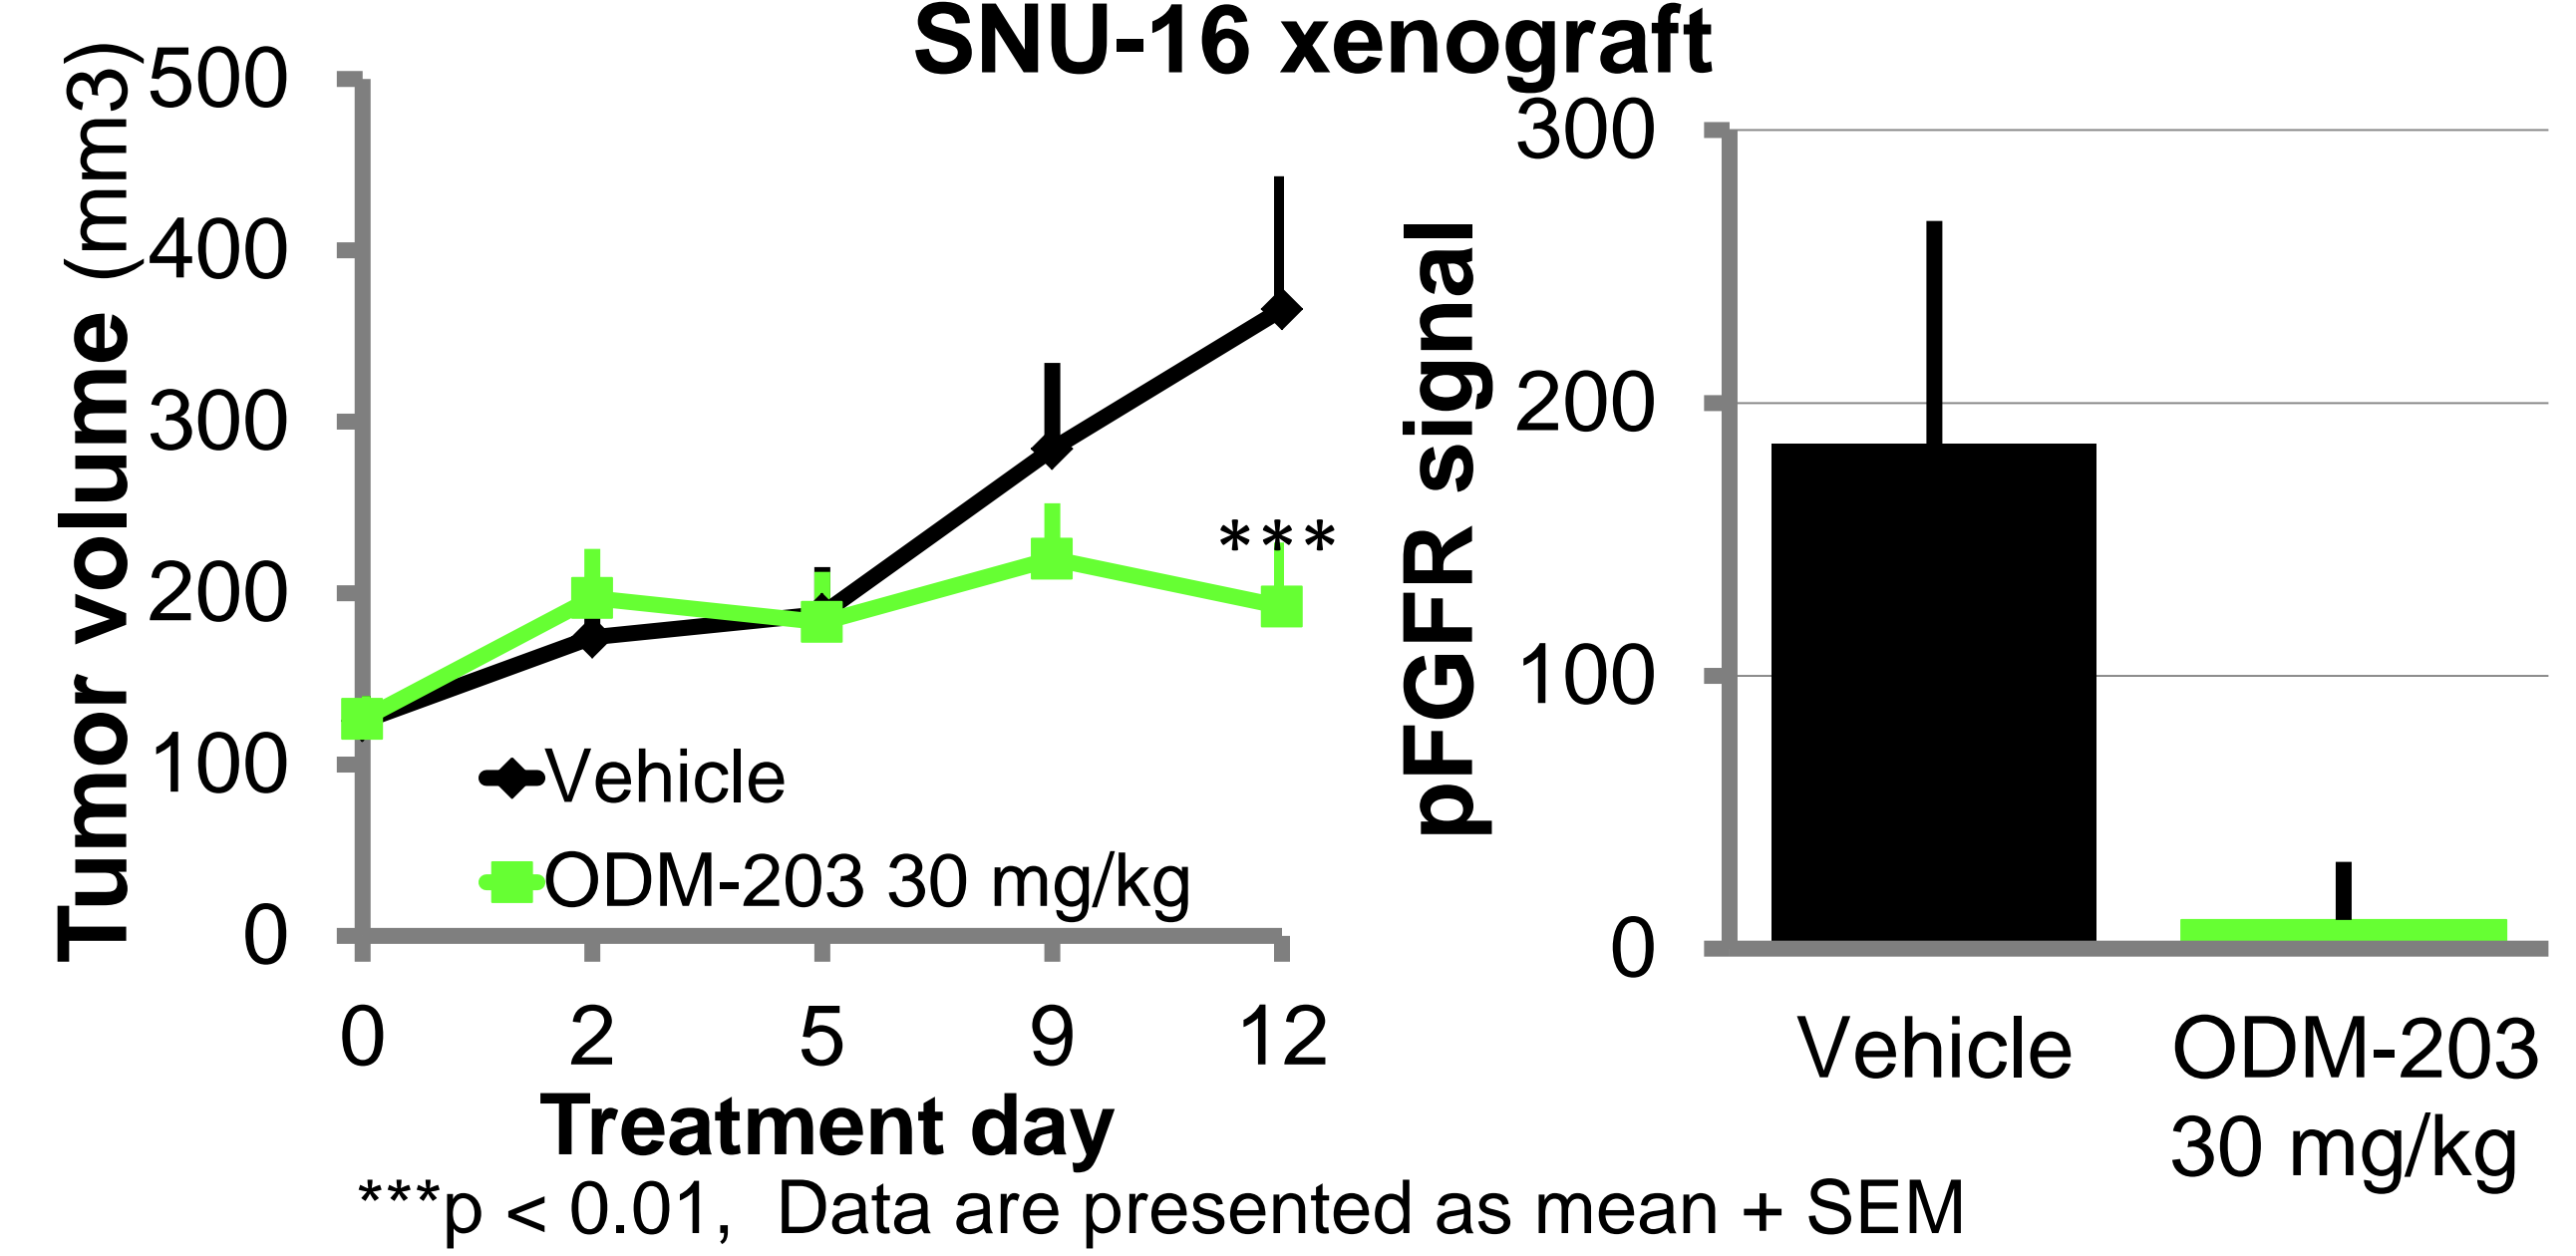 SNU-16 xenograft
Tumor volume (mm3)
500
400
300
200
100
0
***
Vehicle
ODM-203 30 mg/kg
0 2 5 9 12
Treatment day
pFGFR signal
300
200
100
0
Vehicle
ODM-203
30 mg/kg
***p < 0.01, Data are presented as mean + SEM